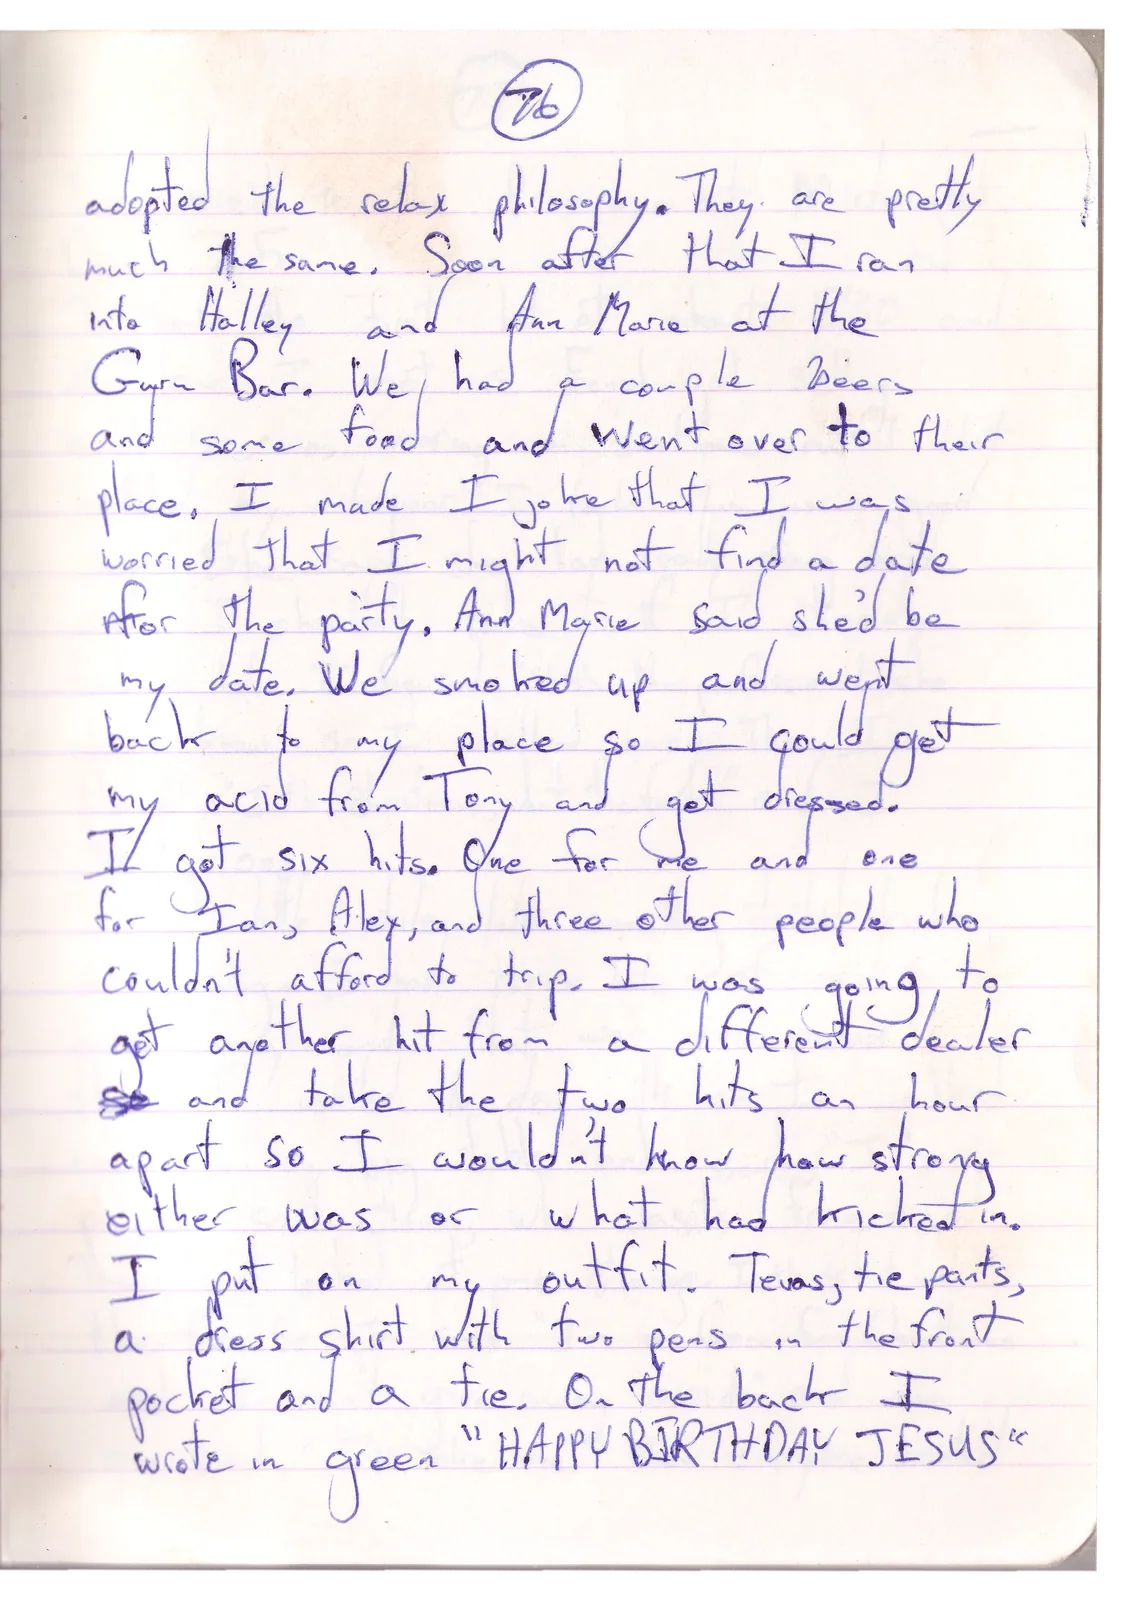 76
adopted the relax philosophy. They are pretty
much the same. Soon after that I ran
into Halley and Ann Marie at the
Gyru Bar. We had a couple Beers
and some food and went over to their
place. I made I joke that I was
worried that I might not find a date
for the party. Ann Marie said she'd be
my date. We smoked up and went
back to my place so I could get
my acid from Tony and get dressed.
I got six hits. One for me and one
for Ian, Alex, and three other people who
couldn't afford to trip. I was going to
get another hit from a different dealer
and take the two hits an hour
apart so I wouldn't know how strong
either was or what had kicked in.
I put on my outfit. Tevas, tie pants,
a dress shirt with two pens in the front
pocket and a tie. On the back I
wrote in green "HAPPY BIRTHDAY JESUS"